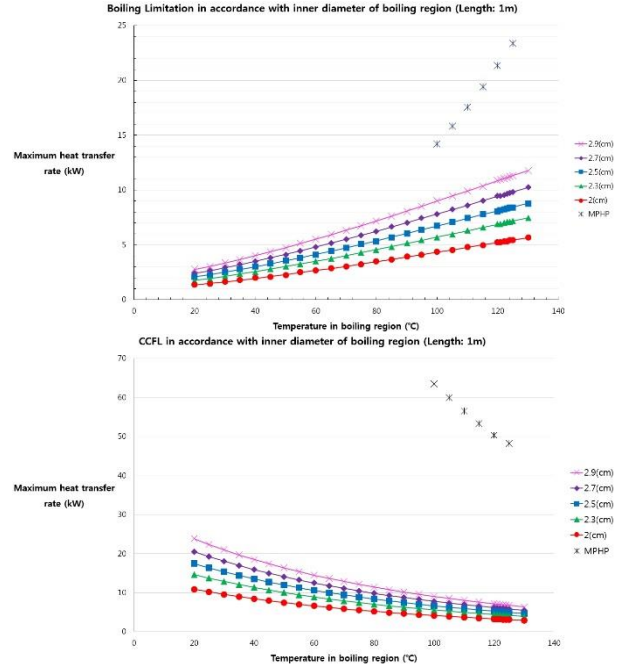 Boiling Limitation in accordance with inner diameter of boiling region (Length: 1m)
25
20
15
10
5
0
Maximum heat transfer
rate (kW)
2.9(cm)
2.7(cm)
2.5(cm)
2.3(cm)
2(cm)
MPHP
0 20 40 60 80 100 120 140
Temperature in boiling region (℃)
CCFL in accordance with inner diameter of boiling region (Length: 1m)
70
60
50
40
30
20
10
0
Maximum heat transfer
rate (kW)
2.9(cm)
2.7(cm)
2.5(cm)
2.3(cm)
2(cm)
MPHP
0 20 40 60 80 100 120 140
Temperature in boiling region (℃)